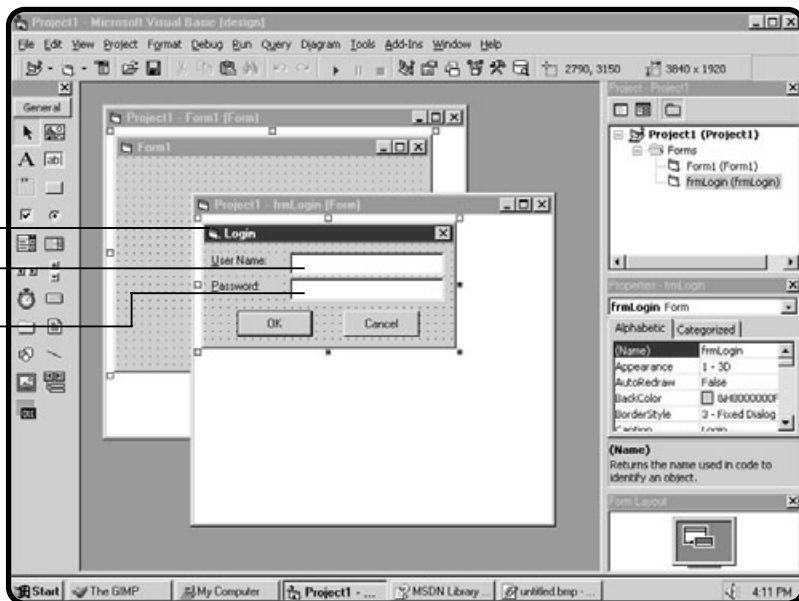 Project1 - Microsoft Visual Basic [design]
File Edit View Project Format Debug Run Query Diagram Tools Add-Ins Window Help
2790, 3150 3840 x 1920
General
Project1 - Form1 (Form)
Form1
Project1 - frmLogin (Form)
Login
User Name:
Password:
OK Cancel
Project - Project1
Project1 (Project1)
Forms
Form1 (Form1)
frmLogin (frmLogin)
Properties - frmLogin
frmLogin Form
Alphabetic Categorized
(Name) frmLogin
Appearance 1 - 3D
AutoRedraw False
BackColor &H8000000F
BorderStyle 3 - Fixed Dialog
Caption Login
(Name)
Returns the name used in code to
identify an object.
Form Layout
Start The GIMP My Computer Project1 - ... MSDN Library ... untitled.bmp - ... 4:11 PM